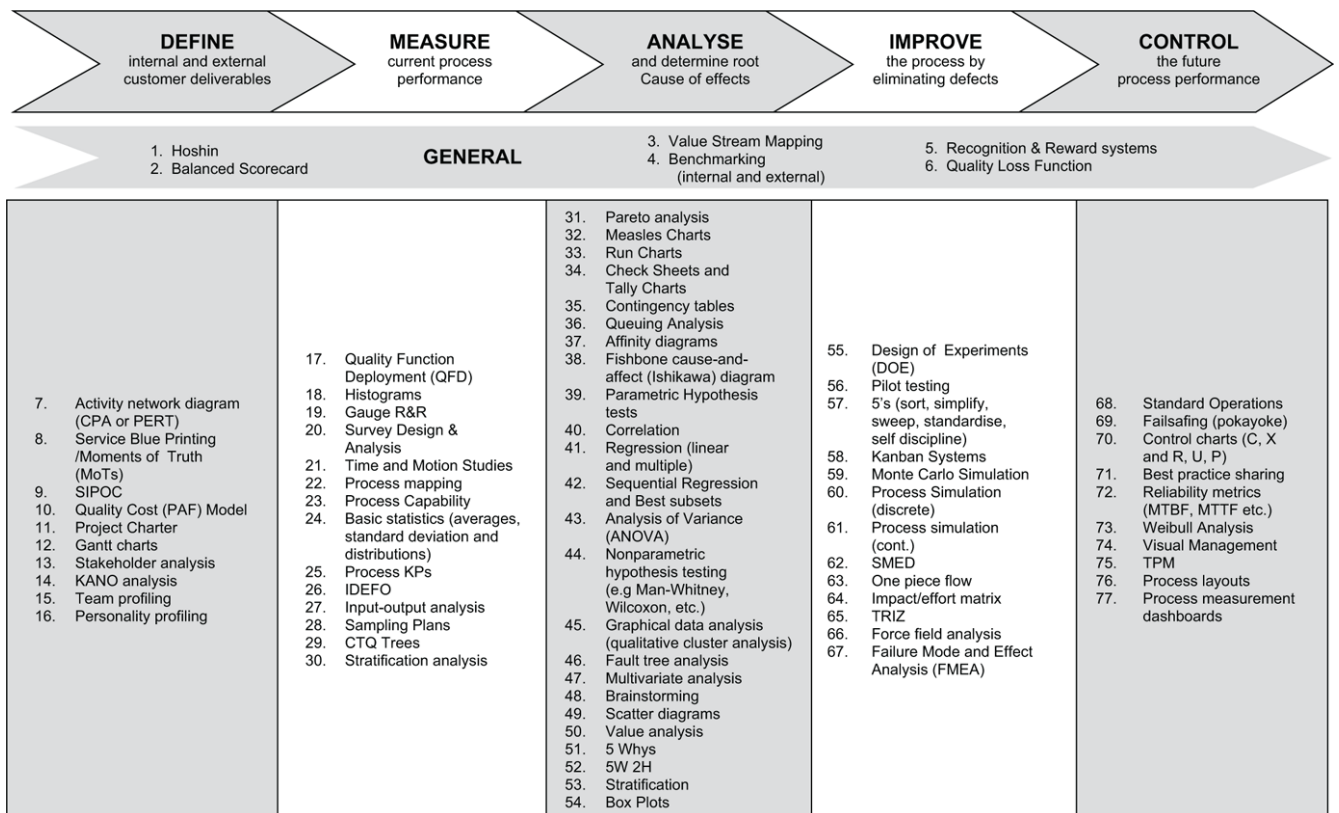 DEFINE
internal and external
customer deliverables
MEASURE
current process
performance
ANALYSE
and determine root
Cause of effects
IMPROVE
the process by
eliminating defects
CONTROL
the future
process performance
1. Hoshin
2. Balanced Scorecard
GENERAL
3. Value Stream Mapping
4. Benchmarking
(internal and external)
5. Recognition & Reward systems
6. Quality Loss Function
7. Activity network diagram
(CPA or PERT)
8. Service Blue Printing
/Moments of Truth
(MoTs)
9. SIPOC
10. Quality Cost (PAF) Model
11. Project Charter
12. Gantt charts
13. Stakeholder analysis
14. KANO analysis
15. Team profiling
16. Personality profiling
17. Quality Function
Deployment (QFD)
18. Histograms
19. Gauge R&R
20. Survey Design &
Analysis
21. Time and Motion Studies
22. Process mapping
23. Process Capability
24. Basic statistics (averages,
standard deviation and
distributions)
25. Process KPs
26. IDEFO
27. Input-output analysis
28. Sampling Plans
29. CTQ Trees
30. Stratification analysis
31. Pareto analysis
32. Measles Charts
33. Run Charts
34. Check Sheets and
Tally Charts
35. Contingency tables
36. Queuing Analysis
37. Affinity diagrams
38. Fishbone cause-and-
affect (Ishikawa) diagram
39. Parametric Hypothesis
tests
40. Correlation
41. Regression (linear
and multiple)
42. Sequential Regression
and Best subsets
43. Analysis of Variance
(ANOVA)
44. Nonparametric
hypothesis testing
(e.g Man-Whitney,
Wilcoxon, etc.)
45. Graphical data analysis
(qualitative cluster analysis)
46. Fault tree analysis
47. Multivariate analysis
48. Brainstorming
49. Scatter diagrams
50. Value analysis
51. 5 Whys
52. 5W 2H
53. Stratification
54. Box Plots
55. Design of Experiments
(DOE)
56. Pilot testing
57. 5's (sort, simplify,
sweep, standardise,
self discipline)
58. Kanban Systems
59. Monte Carlo Simulation
60. Process Simulation
(discrete)
61. Process simulation
(cont.)
62. SMED
63. One piece flow
64. Impact/effort matrix
65. TRIZ
66. Force field analysis
67. Failure Mode and Effect
Analysis (FMEA)
68. Standard Operations
69. Failsafing (pokayoke)
70. Control charts (C, X
and R, U, P)
71. Best practice sharing
72. Reliability metrics
(MTBF, MTTF etc.)
73. Weibull Analysis
74. Visual Management
75. TPM
76. Process layouts
77. Process measurement
dashboards